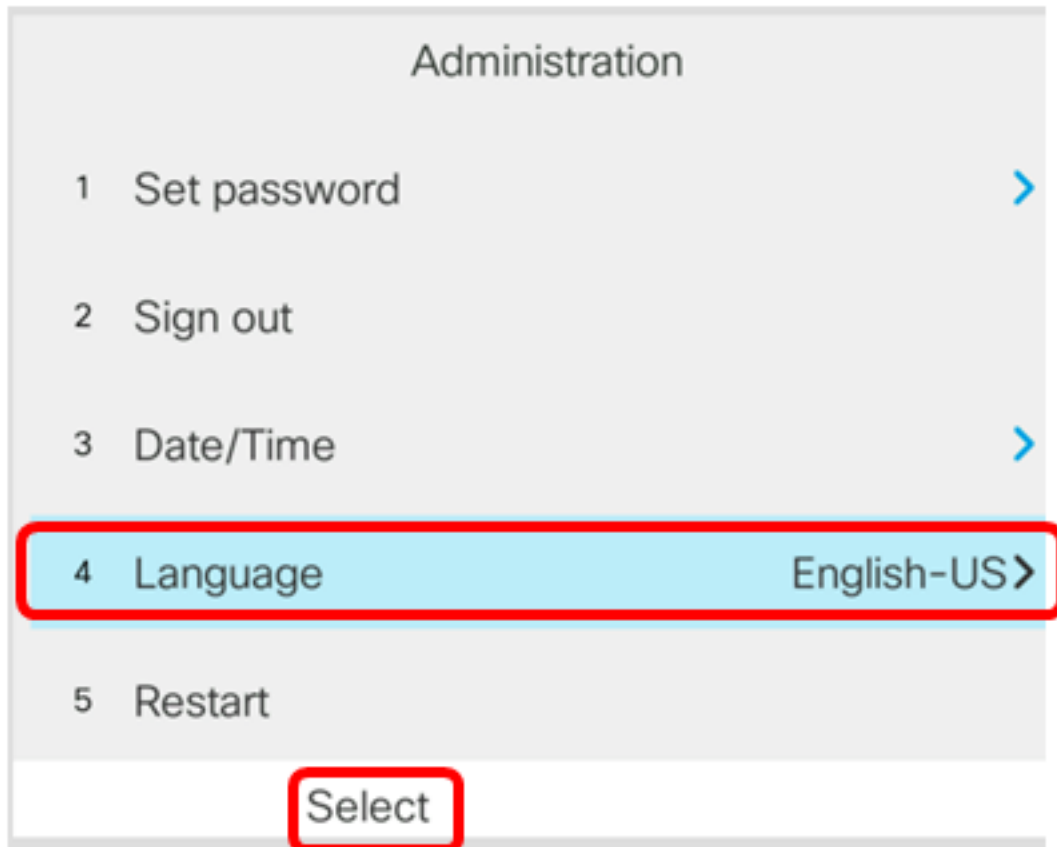 Administration
1 Set password
2 Sign out
3 Date/Time
4 Language English-US
5 Restart
Select